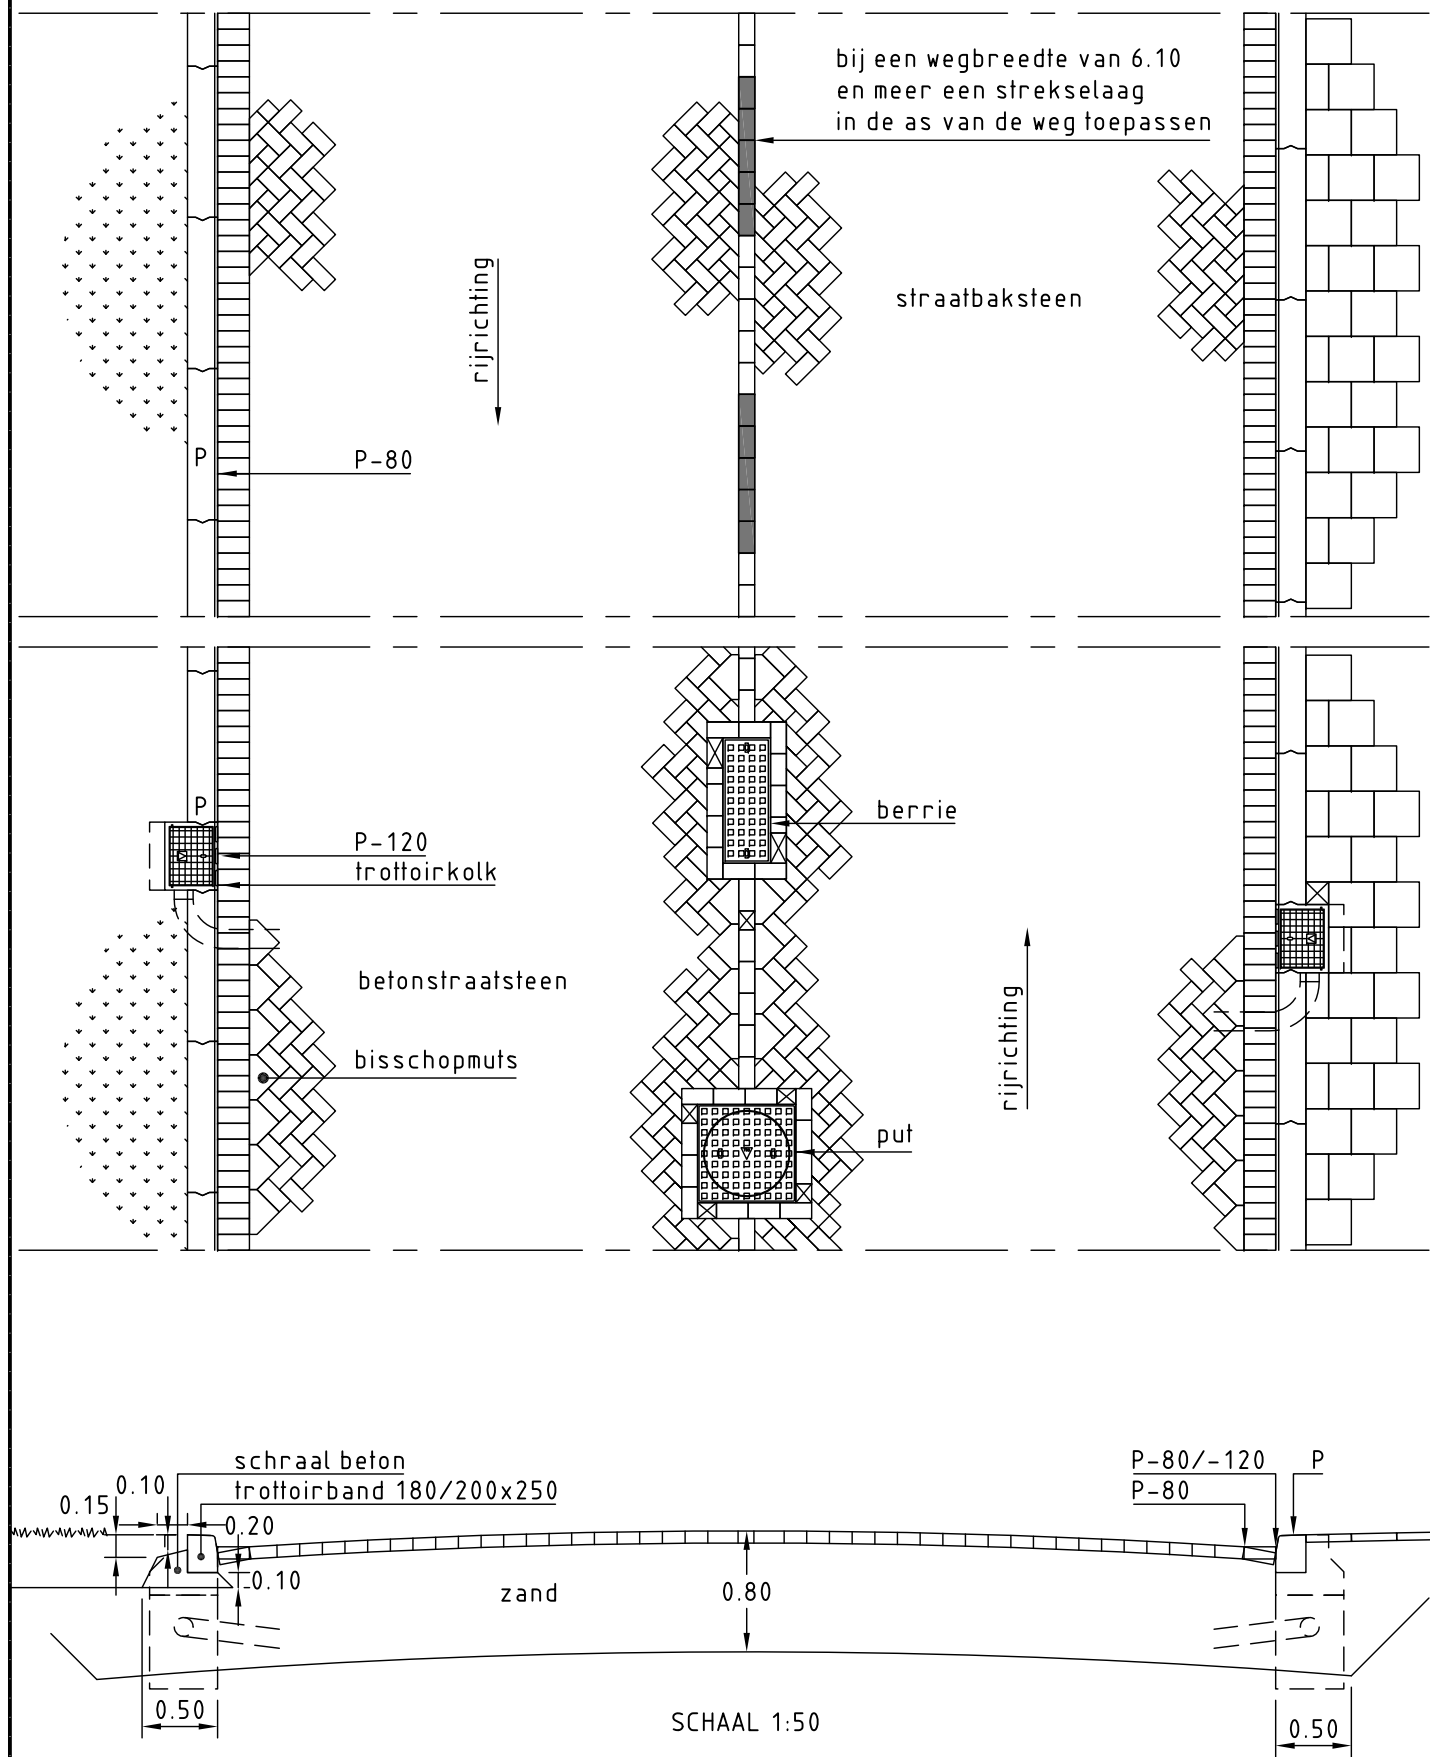 bij een wegbreedte van 6.10
en meer een strekselaag
in de as van de weg toepassen
rijrichting
straatbaksteen
P
P-80
P
berrie
P-120
trottoirkolk
betonstraatsteen
rijrichting
bisschopmuts
put
schraal beton
trottoirband 180/200x250
0.10
0.15
0.20
0.10
P-80/-120
P
P-80
zand
0.80
0.50
SCHAAL 1:50
0.50